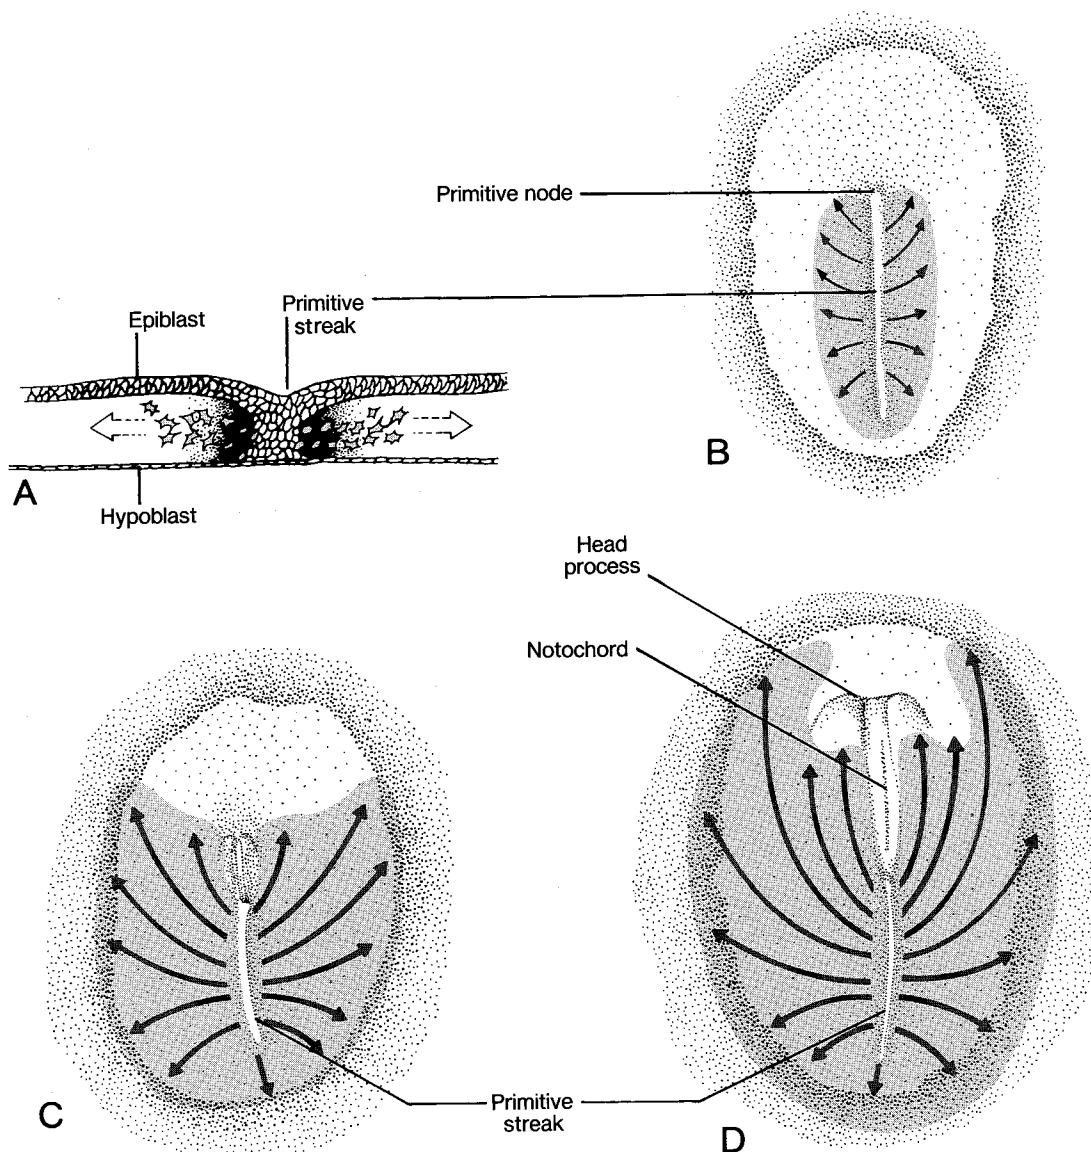 Primitive node
Primitive
streak
Epiblast
B
A
Hypoblast
Head
process
Notochord
C
Primitive
streak
D